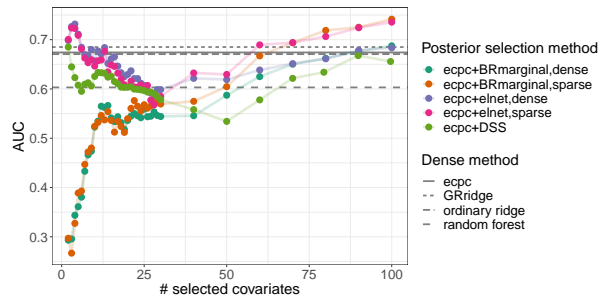 0.7
0.6
0.5
0.4
0.3
AUC
0
25
50
75
100
# selected covariates
Posterior selection method
ecpc+BRmarginal,dense
ecpc+BRmarginal,sparse
ecpc+elnet,dense
ecpc+elnet,sparse
ecpc+DSS
Dense method
ecpc
GRridge
ordinary ridge
random forest